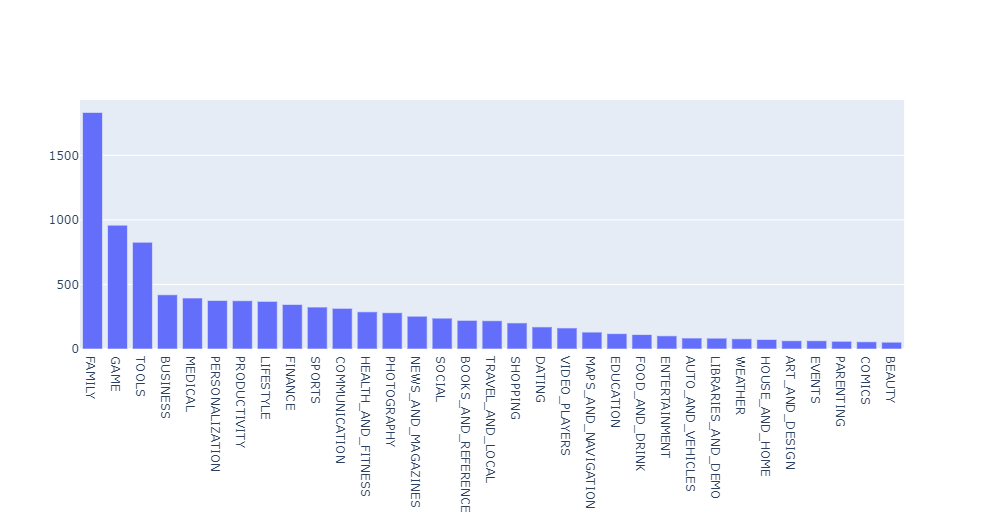 1500
1000
500
0
FAMILY
GAME
TOOLS
BUSINESS
MEDICAL
PERSONALIZATION
PRODUCTIVITY
LIFESTYLE
FINANCE
SPORTS
COMMUNICATION
HEALTH_AND_FITNESS
PHOTOGRAPHY
NEWS_AND_MAGAZINES
SOCIAL
BOOKS_AND_REFERENCE
TRAVEL_AND_LOCAL
SHOPPING
DATING
VIDEO_PLAYERS
MAPS_AND_NAVIGATION
EDUCATION
FOOD_AND_DRINK
ENTERTAINMENT
AUTO_AND_VEHICLES
LIBRARIES_AND_DEMO
WEATHER
HOUSE_AND_HOME
ART_AND_DESIGN
EVENTS
PARENTING
COMICS
BEAUTY